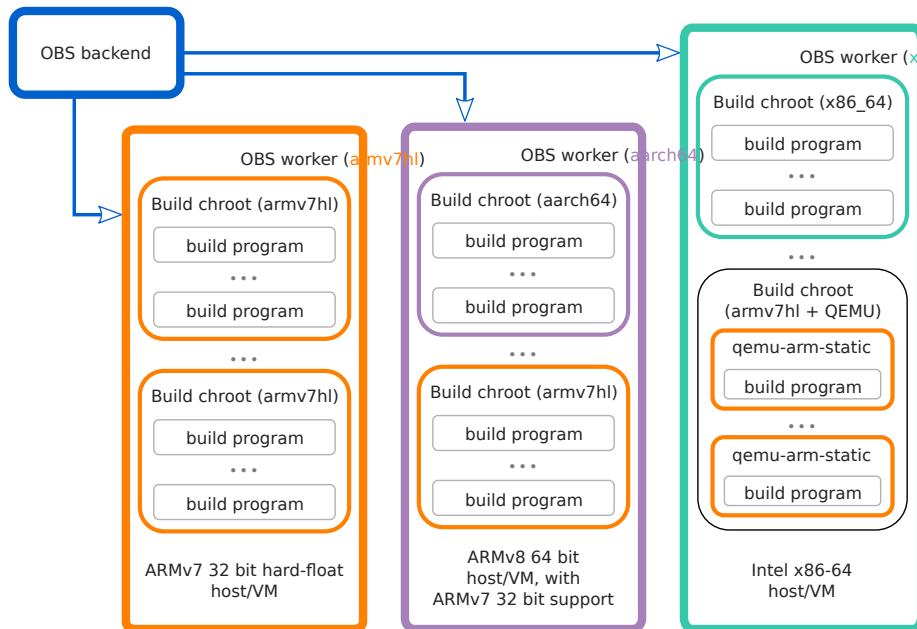 OBS backend
OBS worker (armv7hl)
Build chroot (armv7hl)
build program
...
build program
...
Build chroot (armv7hl)
build program
...
build program
ARMv7 32 bit hard-float
host/VM
OBS worker (aarch64)
Build chroot (aarch64)
build program
...
build program
...
Build chroot (armv7hl)
build program
...
build program
ARMv8 64 bit
host/VM, with
ARMv7 32 bit support
OBS worker (x
Build chroot (x86_64)
build program
...
build program
...
Build chroot
(armv7hl + QEMU)
qemu-arm-static
build program
...
qemu-arm-static
build program
Intel x86-64
host/VM